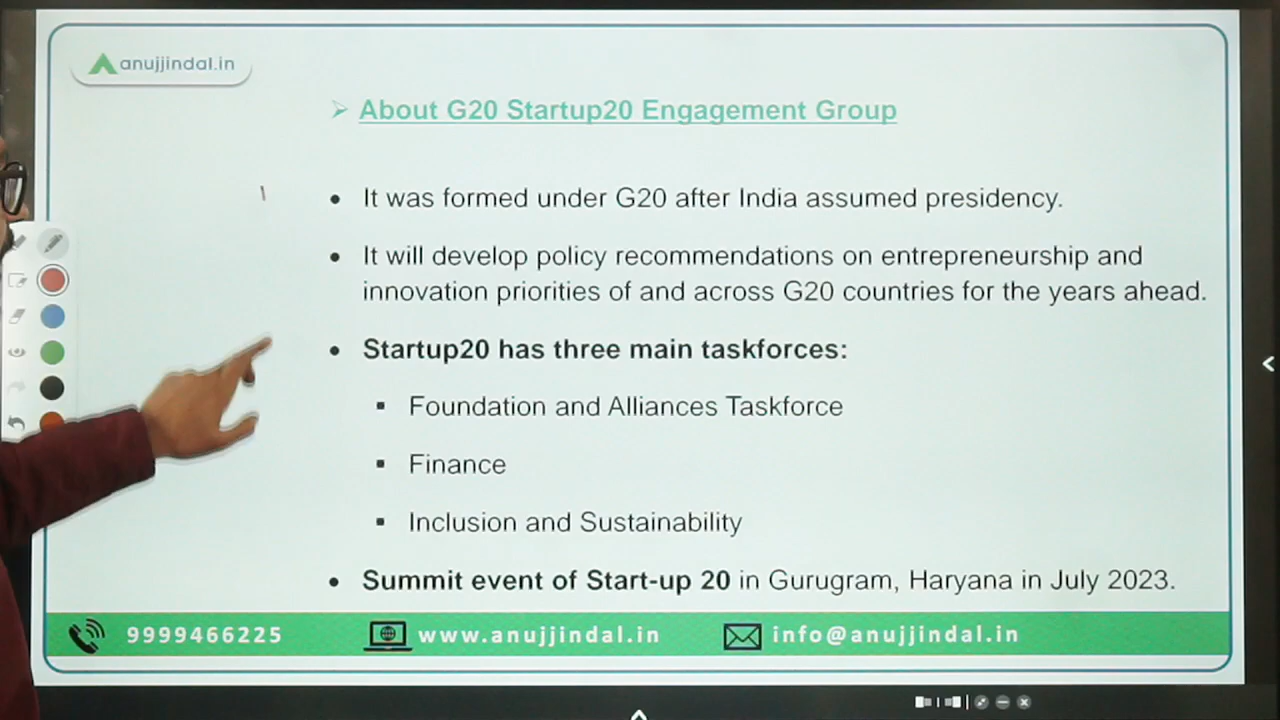 anujjindal.in
➢ About G20 Startup20 Engagement Group
• It was formed under G20 after India assumed presidency.
• It will develop policy recommendations on entrepreneurship and
innovation priorities of and across G20 countries for the years ahead.
• Startup20 has three main taskforces:
▪ Foundation and Alliances Taskforce
▪ Finance
▪ Inclusion and Sustainability
• Summit event of Start-up 20 in Gurugram, Haryana in July 2023.
9999466225 www.anujjindal.in info@anujjindal.in